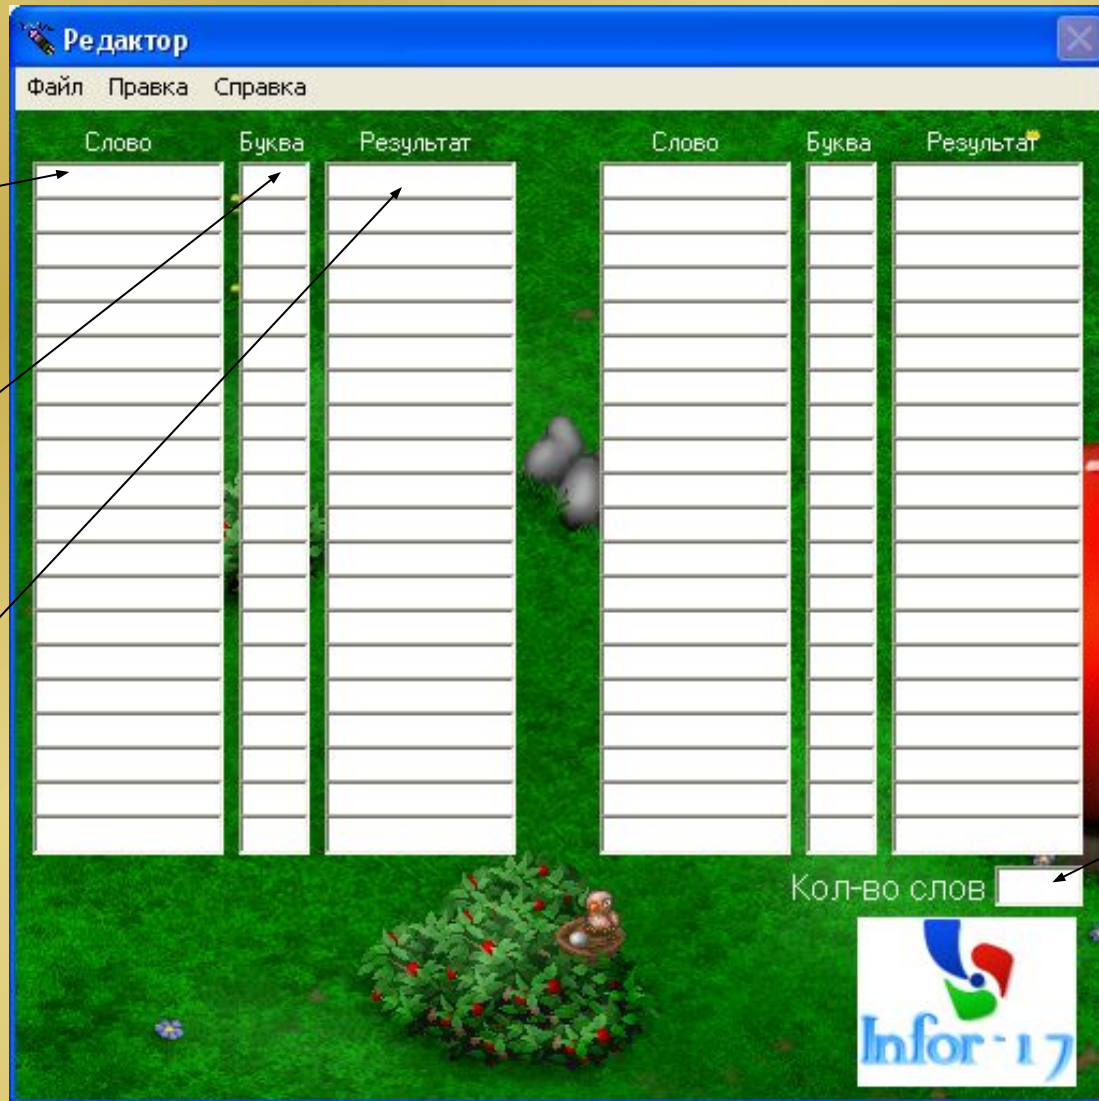 Редактор
Файл Правка Справка
Слово Буква Результат Слово Буква Результат
Кол-во слов
Infor-17